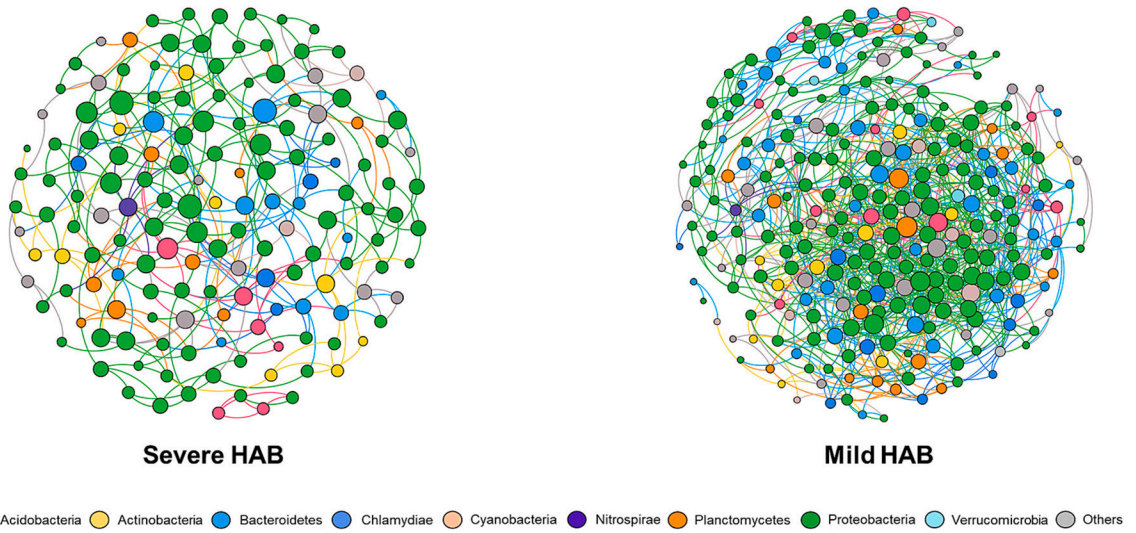 Severe HAB
Mild HAB
Acidobacteria Actinobacteria Bacteroidetes Chlamydiae Cyanobacteria Nitrospirae Planctomycetes Proteobacteria Verrucomicrobia Others